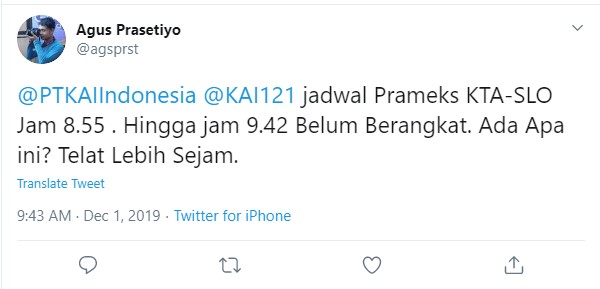 Agus Prasetiyo
@agsprst
@PTKAIIndonesia @KAI121 jadwal Prameks KTA-SLO
Jam 8.55 . Hingga jam 9.42 Belum Berangkat. Ada Apa
ini? Telat Lebih Sejam.
Translate Tweet
9:43 AM · Dec 1, 2019 · Twitter for iPhone